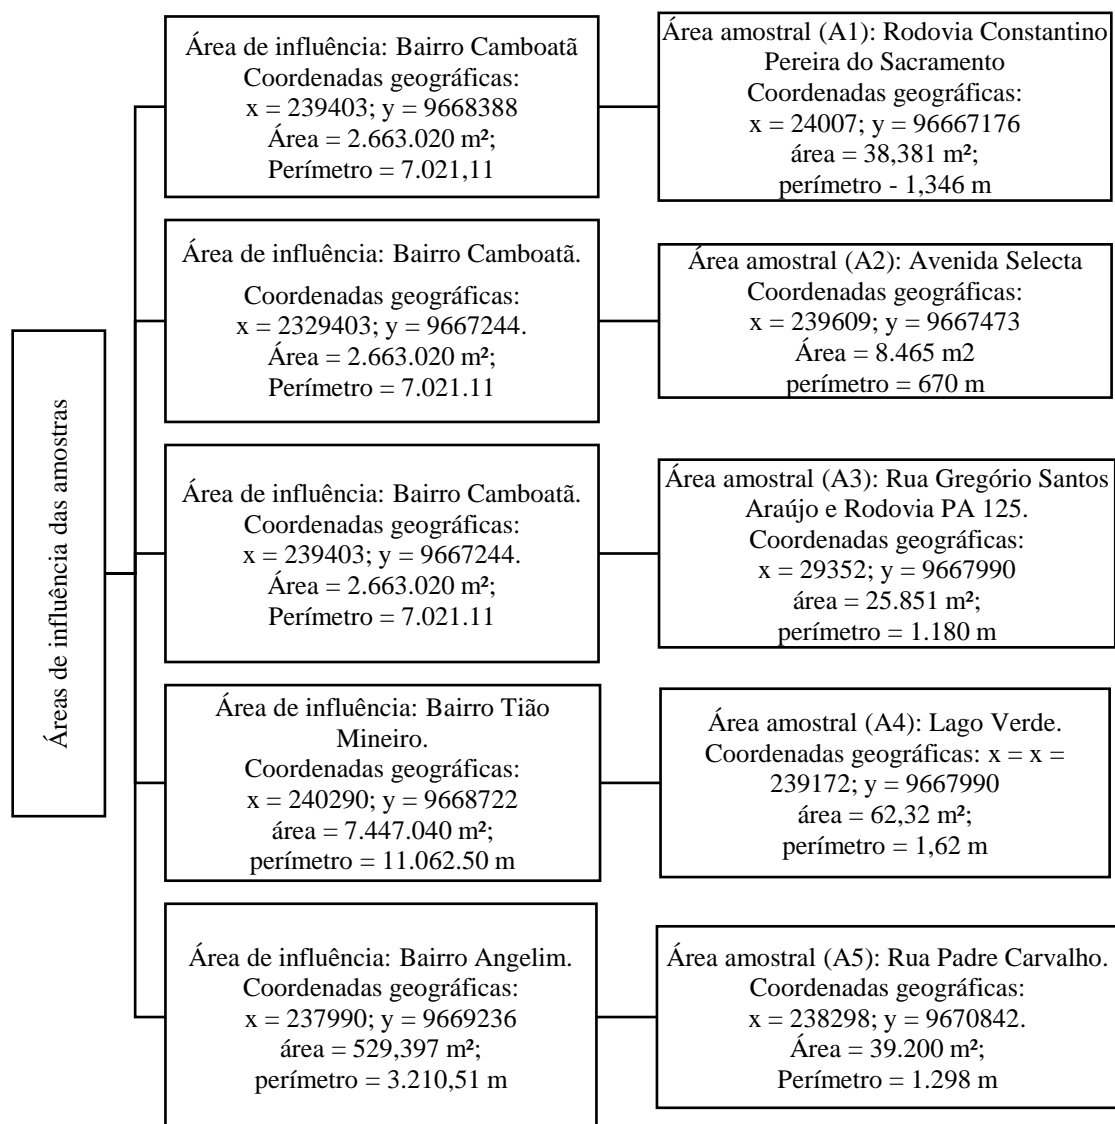 Áreas de influência das amostras
Área de influência: Bairro Camboatã
Coordenadas geográficas:
x = 239403; y = 9668388
Área = 2.663.020 m²;
Perímetro = 7.021,11
Área amostral (A1): Rodovia Constantino
Pereira do Sacramento
Coordenadas geográficas:
x = 24007; y = 96667176
área = 38,381 m²;
perímetro - 1,346 m
Área de influência: Bairro Camboatã.
Coordenadas geográficas:
x = 2329403; y = 9667244.
Área = 2.663.020 m²;
Perímetro = 7.021.11
Área amostral (A2): Avenida Selecta
Coordenadas geográficas:
x = 239609; y = 9667473
Área = 8.465 m2
perímetro = 670 m
Área de influência: Bairro Camboatã.
Coordenadas geográficas:
x = 239403; y = 9667244.
Área = 2.663.020 m²;
Perímetro = 7.021.11
Área amostral (A3): Rua Gregório Santos
Araújo e Rodovia PA 125.
Coordenadas geográficas:
x = 29352; y = 9667990
área = 25.851 m²;
perímetro = 1.180 m
Área de influência: Bairro Tião
Mineiro.
Coordenadas geográficas:
x = 240290; y = 9668722
área = 7.447.040 m²;
perímetro = 11.062.50 m
Área amostral (A4): Lago Verde.
Coordenadas geográficas: x = x =
239172; y = 9667990
área = 62,32 m²;
perímetro = 1,62 m
Área de influência: Bairro Angelim.
Coordenadas geográficas:
x = 237990; y = 9669236
área = 529,397 m²;
perímetro = 3.210,51 m
Área amostral (A5): Rua Padre Carvalho.
Coordenadas geográficas:
x = 238298; y = 9670842.
Área = 39.200 m²;
Perímetro = 1.298 m